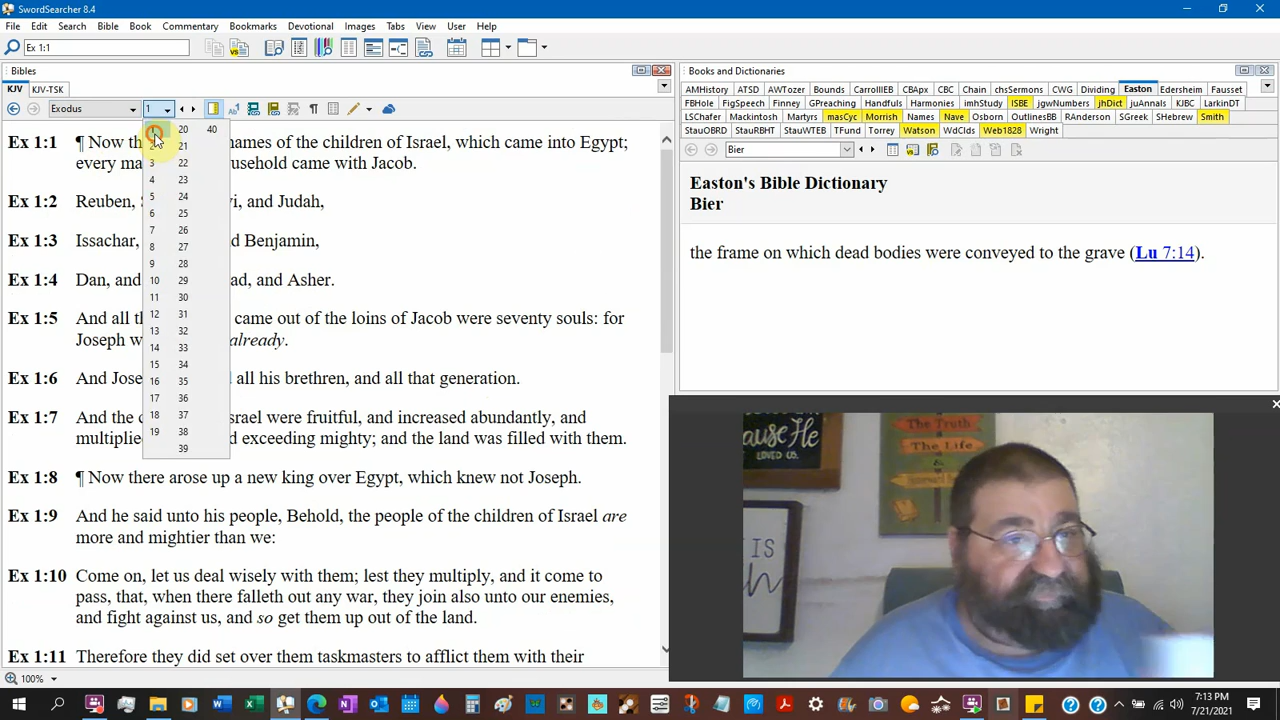 SwordSearcher 8.4
File Edit Search Bible Book Commentary Bookmarks Devotional Images Tabs View User Help
Ex 1:1
Bibles
KJV KJV-TSK
Exodus 1
20 40
21
3 22
4 23
5 24
6 25
7 26
8 27
9 28
10 29
11 30
12 31
13 32
14 33
15 34
16 35
17 36
18 37
19 38
39
Ex 1:1 ¶ Now th names of the children of Israel, which came into Egypt;
every ma usehold came with Jacob.
Ex 1:2 Reuben, S vi, and Judah,
Ex 1:3 Issachar, d Benjamin,
Ex 1:4 Dan, and ad, and Asher.
Ex 1:5 And all th came out of the loins of Jacob were seventy souls: for
Joseph w already.
Ex 1:6 And Jose all his brethren, and all that generation.
Ex 1:7 And the c srael were fruitful, and increased abundantly, and
multiplie d exceeding mighty; and the land was filled with them.
Ex 1:8 ¶ Now there arose up a new king over Egypt, which knew not Joseph.
Ex 1:9 And he said unto his people, Behold, the people of the children of Israel are
more and mightier than we:
Ex 1:10 Come on, let us deal wisely with them; lest they multiply, and it come to
pass, that, when there falleth out any war, they join also unto our enemies,
and fight against us, and so get them up out of the land.
Ex 1:11 Therefore they did set over them taskmasters to afflict them with their
100%
Books and Dictionaries
AMHistory ATSD AWTozer Bounds CarrollEIB CBApx CBC Chain chsSermons CWG Dividing Easton Edersheim Fausset
FBHole FigSpeech Finney GPreaching Handfuls Harmonies imhStudy ISBE jgwNumbers jhDict juAnnals KJBC LarkinDT
LSChafer Mackintosh Martyrs masCyc Morrish Naves Nave Osborn OutlinesBB RAnderson SGreek SHebrew Smith
StauOBRD StauRBHT StauWTEB TFund Torrey Watson WdClds Web1828 Wright
Bier
Easton's Bible Dictionary
Bier
the frame on which dead bodies were conveyed to the grave (Lu 7:14).
ause He
LOVED US.
The Truth
The Life
IS
7:13 PM
7/21/2021